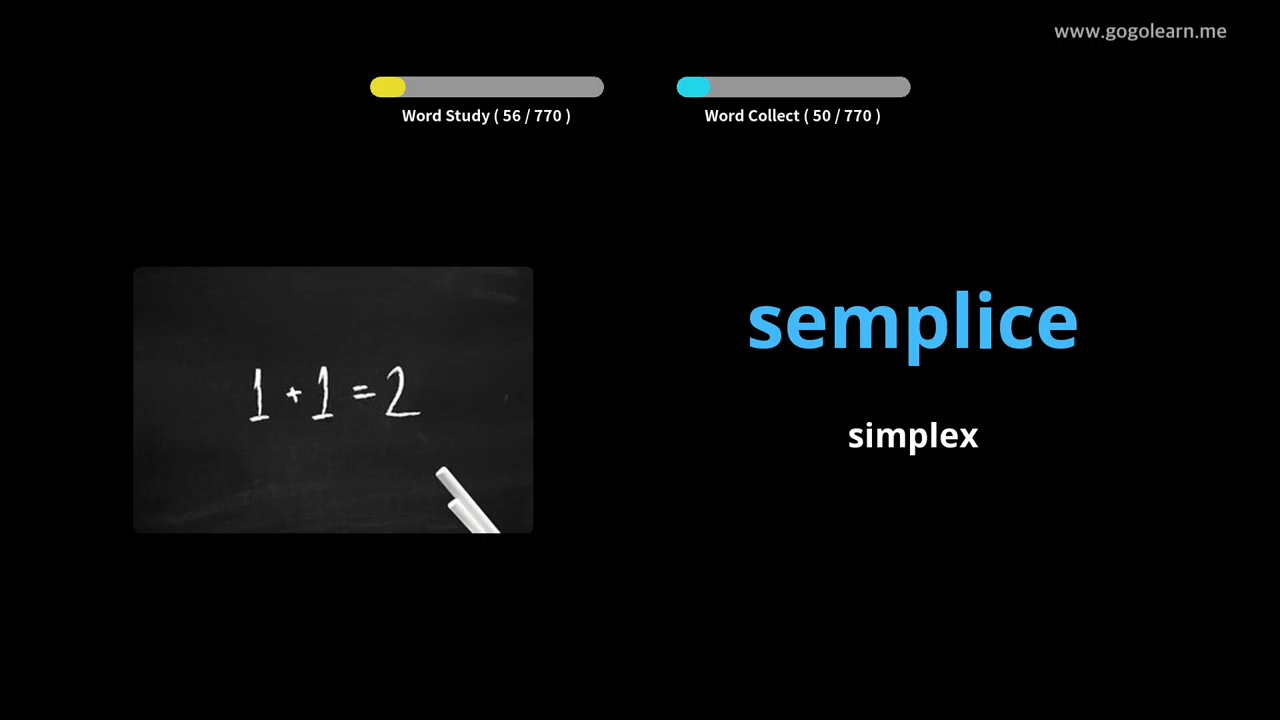 www.gogolearn.me
Word Study ( 56 / 770 )
Word Collect ( 50 / 770 )
1 + 1 = 2
semplice
simplex